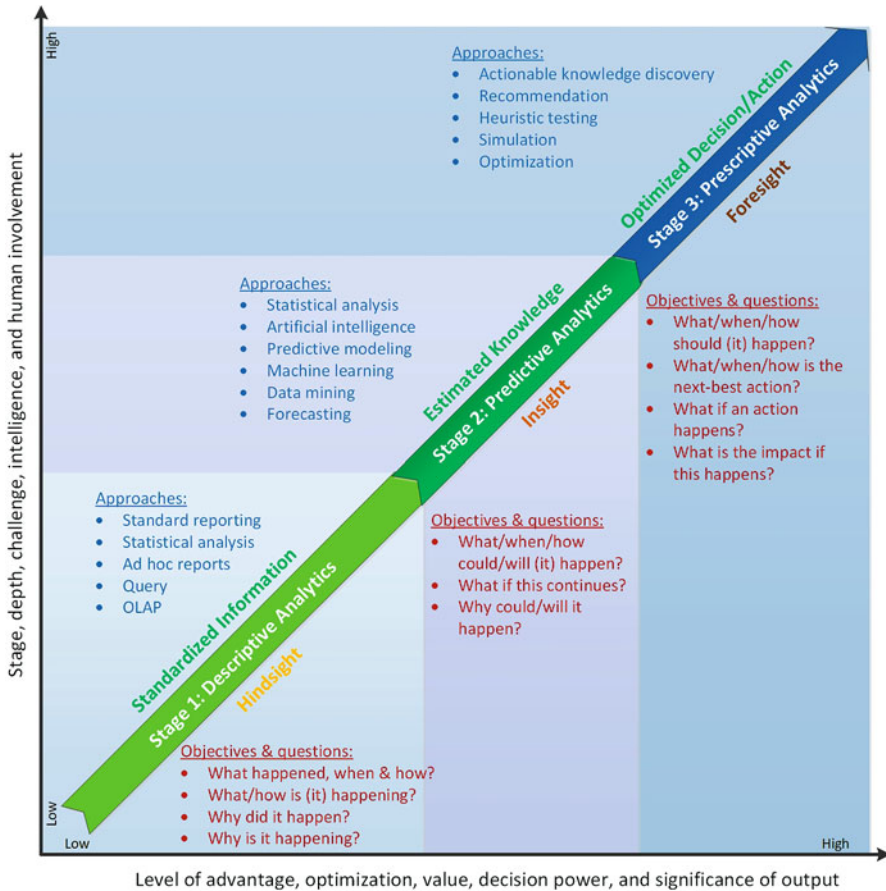 High
Stage, depth, challenge, intelligence, and human involvement
Low
Approaches:
• Actionable knowledge discovery
• Recommendation
• Heuristic testing
• Simulation
• Optimization
Optimized Decision/Action
Stage 3: Prescriptive Analytics
Foresight
Approaches:
• Statistical analysis
• Artificial intelligence
• Predictive modeling
• Machine learning
• Data mining
• Forecasting
Estimated Knowledge
Stage 2: Predictive Analytics
Insight
Objectives & questions:
• What/when/how
should (it) happen?
• What/when/how is the
next-best action?
• What if an action
happens?
• What is the impact if
this happens?
Approaches:
• Standard reporting
• Statistical analysis
• Ad hoc reports
• Query
• OLAP
Standardized Information
Stage 1: Descriptive Analytics
Hindsight
Objectives & questions:
• What/when/how
could/will (it) happen?
• What if this continues?
• Why could/will it
happen?
Objectives & questions:
• What happened, when & how?
• What/how is (it) happening?
• Why did it happen?
• Why is it happening?
Low
High
Level of advantage, optimization, value, decision power, and significance of output